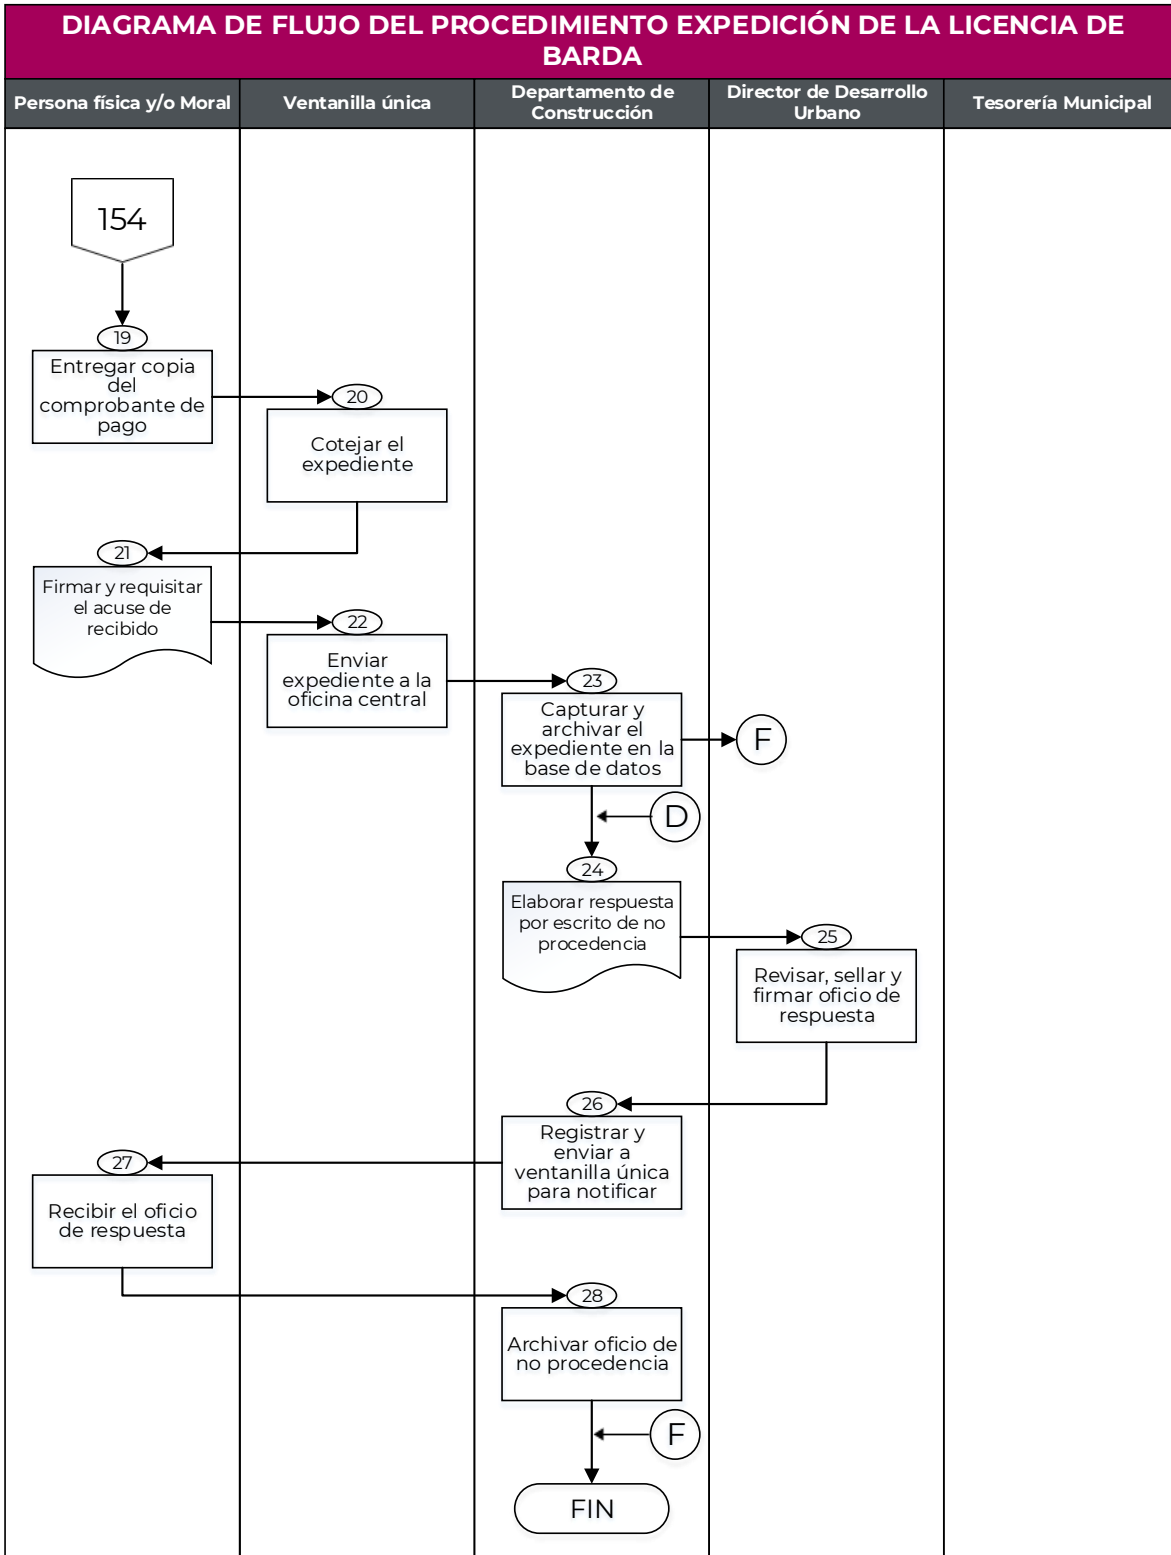 DIAGRAMA DE FLUJO DEL PROCEDIMIENTO EXPEDICIÓN DE LA LICENCIA DE
BARDA
Persona física y/o Moral
Ventanilla única
Departamento de
Construcción
Director de Desarrollo
Urbano
Tesorería Municipal
154
19
Entregar copia
del
comprobante de
pago
20
Cotejar el
expediente
21
Firmar y requisitar
el acuse de
recibido
22
Enviar
expediente a la
oficina central
23
Capturar y
archivar el
expediente en la
base de datos
F
D
24
Elaborar respuesta
por escrito de no
procedencia
25
Revisar, sellar y
firmar oficio de
respuesta
26
Registrar y
enviar a
ventanilla única
para notificar
27
Recibir el oficio
de respuesta
28
Archivar oficio de
no procedencia
F
FIN